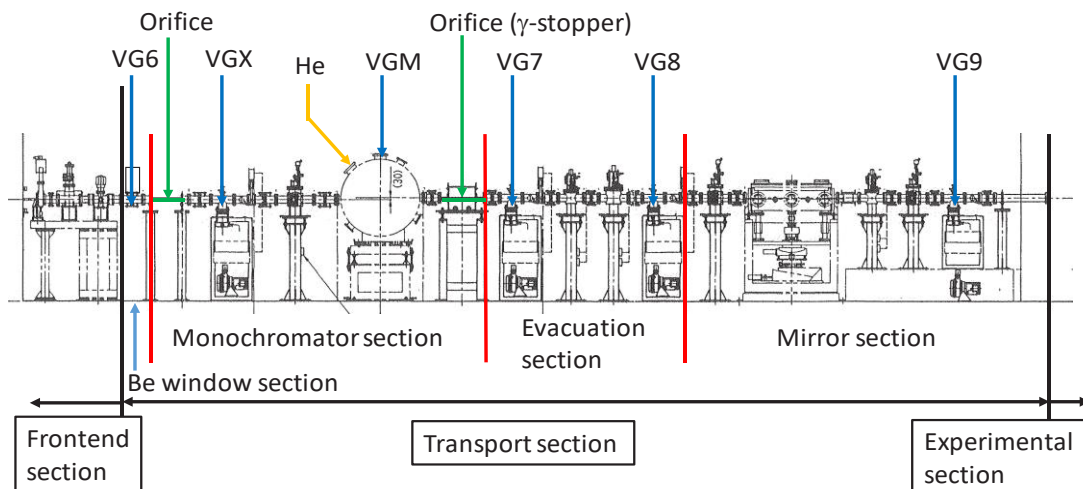 Orifice
Orifice (γ-stopper)
VG6
VGX
He
VGM
VG7
VG8
VG9
(30)
Monochromator section
Evacuation
section
Mirror section
Be window section
Frontend
section
Transport section
Experimental
section